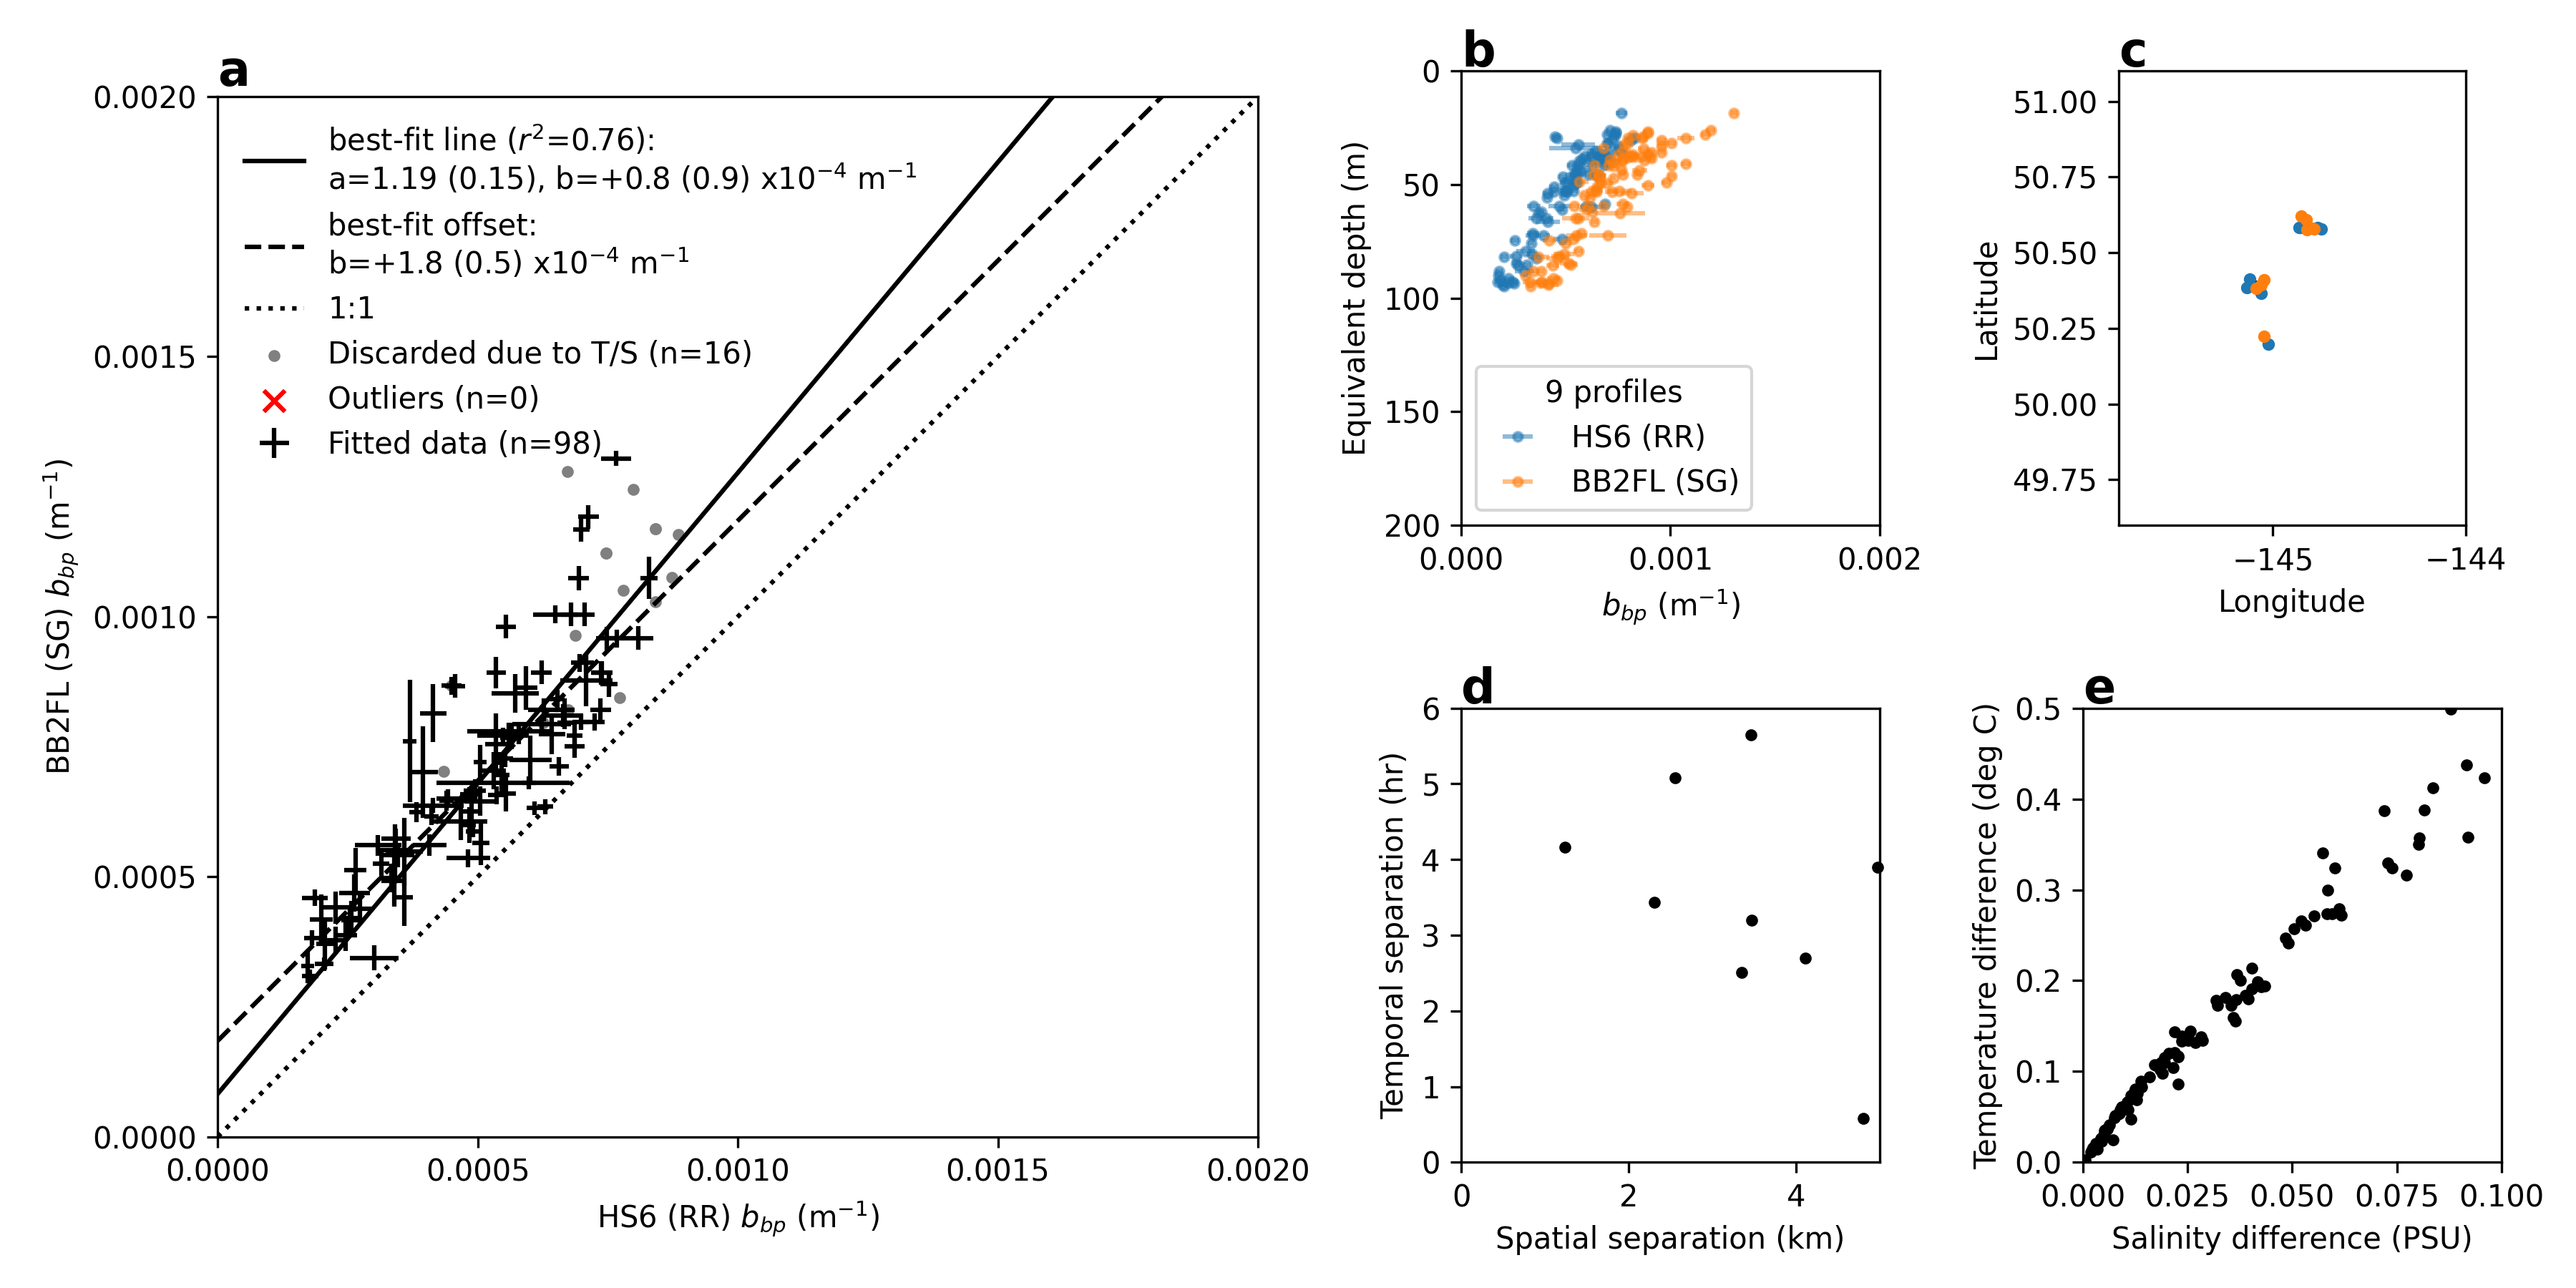 a
0.0020
0.0015
0.0010
0.0005
0.0000
0.0000 0.0005 0.0010 0.0015 0.0020
BB2FL (SG) b_bp (m⁻¹)
HS6 (RR) b_bp (m⁻¹)
best-fit line (r²=0.76):
a=1.19 (0.15), b=+0.8 (0.9) x10⁻⁴ m⁻¹
best-fit offset:
b=+1.8 (0.5) x10⁻⁴ m⁻¹
1:1
Discarded due to T/S (n=16)
Outliers (n=0)
Fitted data (n=98)
b
0
50
100
150
200
0.000 0.001 0.002
Equivalent depth (m)
b_bp (m⁻¹)
9 profiles
HS6 (RR)
BB2FL (SG)
c
51.00
50.75
50.50
50.25
50.00
49.75
−145 −144
Latitude
Longitude
d
6
5
4
3
2
1
0
0 2 4
Temporal separation (hr)
Spatial separation (km)
e
0.5
0.4
0.3
0.2
0.1
0.0
0.000 0.025 0.050 0.075 0.100
Temperature difference (deg C)
Salinity difference (PSU)